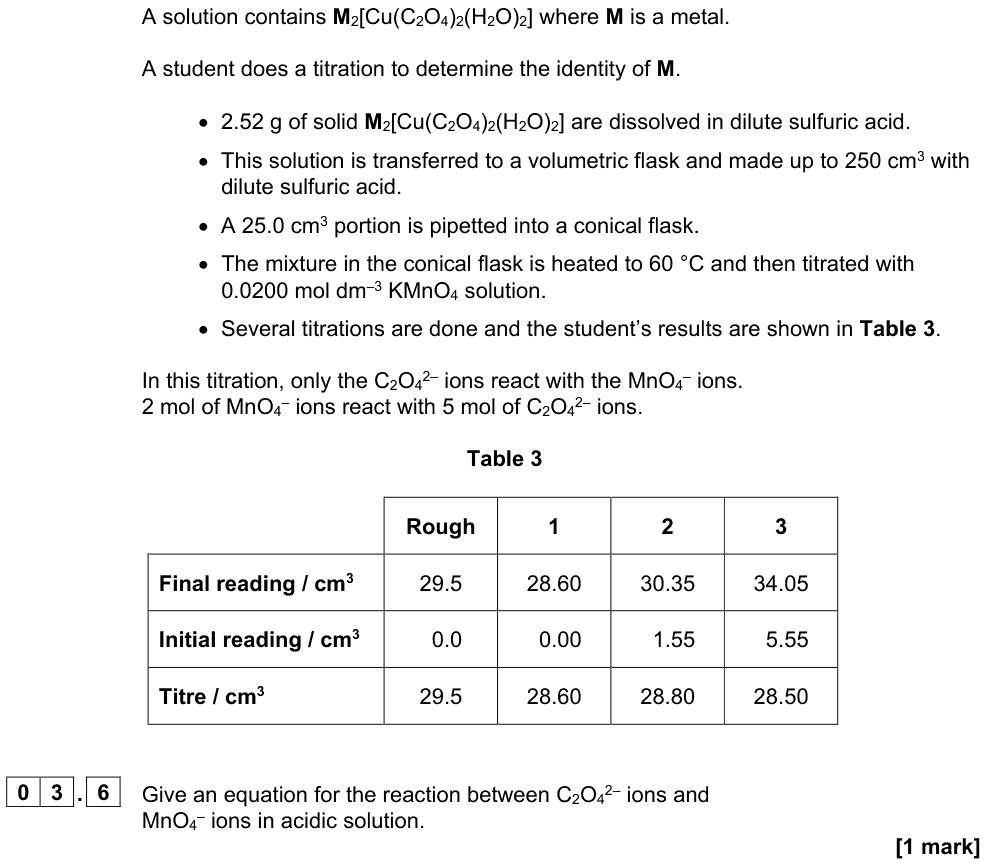 A solution contains M₂[Cu(C₂O₄)₂(H₂O)₂] where M is a metal.
A student does a titration to determine the identity of M.
• 2.52 g of solid M₂[Cu(C₂O₄)₂(H₂O)₂] are dissolved in dilute sulfuric acid.
• This solution is transferred to a volumetric flask and made up to 250 cm³ with
dilute sulfuric acid.
• A 25.0 cm³ portion is pipetted into a conical flask.
• The mixture in the conical flask is heated to 60 °C and then titrated with
0.0200 mol dm⁻³ KMnO₄ solution.
• Several titrations are done and the student's results are shown in Table 3.
In this titration, only the C₂O₄²⁻ ions react with the MnO₄⁻ ions.
2 mol of MnO₄⁻ ions react with 5 mol of C₂O₄²⁻ ions.
Table 3
Rough 1 2 3
Final reading / cm³ 29.5 28.60 30.35 34.05
Initial reading / cm³ 0.0 0.00 1.55 5.55
Titre / cm³ 29.5 28.60 28.80 28.50
0 3 . 6 Give an equation for the reaction between C₂O₄²⁻ ions and
MnO₄⁻ ions in acidic solution.
[1 mark]